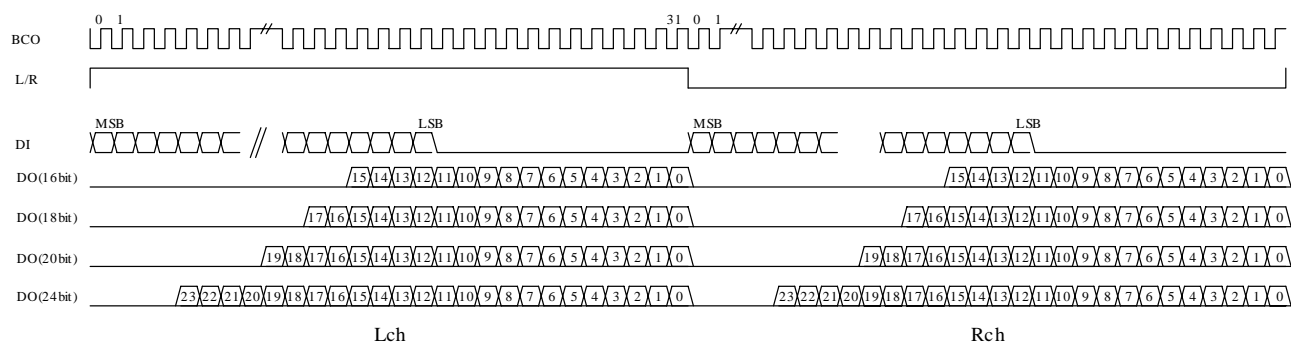 0 1 31 0 1
BCO
L/R
MSB LSB MSB LSB
DI
DO(16bit) 15 14 13 12 11 10 9 8 7 6 5 4 3 2 1 0 15 14 13 12 11 10 9 8 7 6 5 4 3 2 1 0
DO(18bit) 17 16 15 14 13 12 11 10 9 8 7 6 5 4 3 2 1 0 17 16 15 14 13 12 11 10 9 8 7 6 5 4 3 2 1 0
DO(20bit) 19 18 17 16 15 14 13 12 11 10 9 8 7 6 5 4 3 2 1 0 19 18 17 16 15 14 13 12 11 10 9 8 7 6 5 4 3 2 1 0
DO(24bit) 23 22 21 20 19 18 17 16 15 14 13 12 11 10 9 8 7 6 5 4 3 2 1 0 23 22 21 20 19 18 17 16 15 14 13 12 11 10 9 8 7 6 5 4 3 2 1 0
Lch Rch